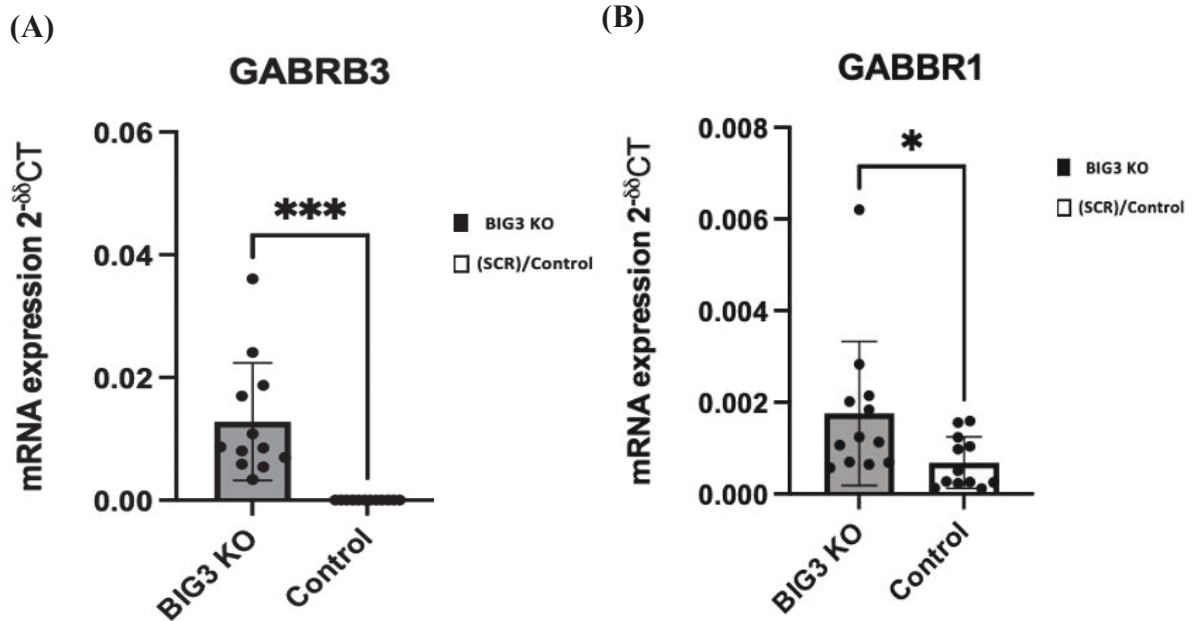 (A)
GABRB3
mRNA expression 2-δδCT
0.06
0.04
0.02
0.00
***
BIG3 KO
Control
BIG3 KO
(SCR)/Control
(B)
GABBR1
mRNA expression 2-δδCT
0.008
0.006
0.004
0.002
0.000
*
BIG3 KO
Control
BIG3 KO
(SCR)/Control